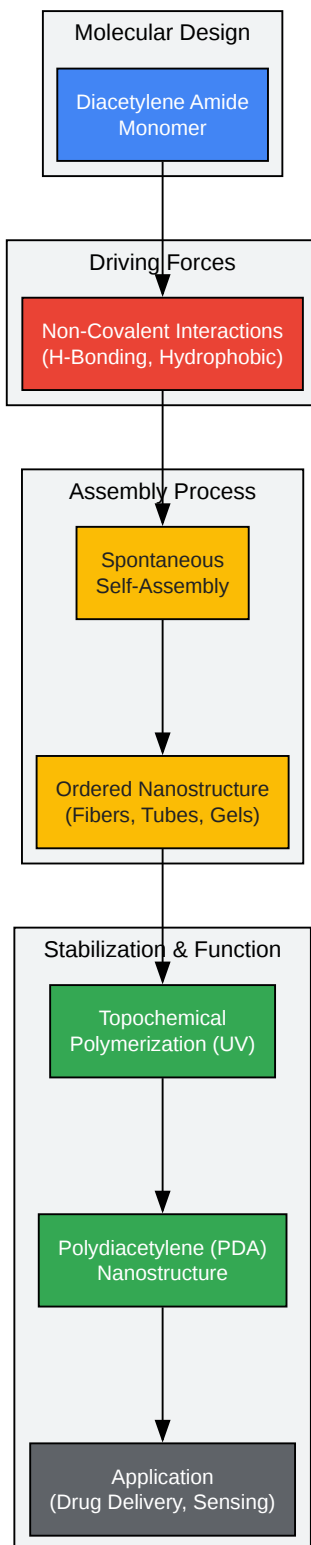 Molecular Design
Diacetylene Amide
Monomer
Driving Forces
Non-Covalent Interactions
(H-Bonding, Hydrophobic)
Assembly Process
Spontaneous
Self-Assembly
Ordered Nanostructure
(Fibers, Tubes, Gels)
Stabilization & Function
Topochemical
Polymerization (UV)
Polydiacetylene (PDA)
Nanostructure
Application
(Drug Delivery, Sensing)